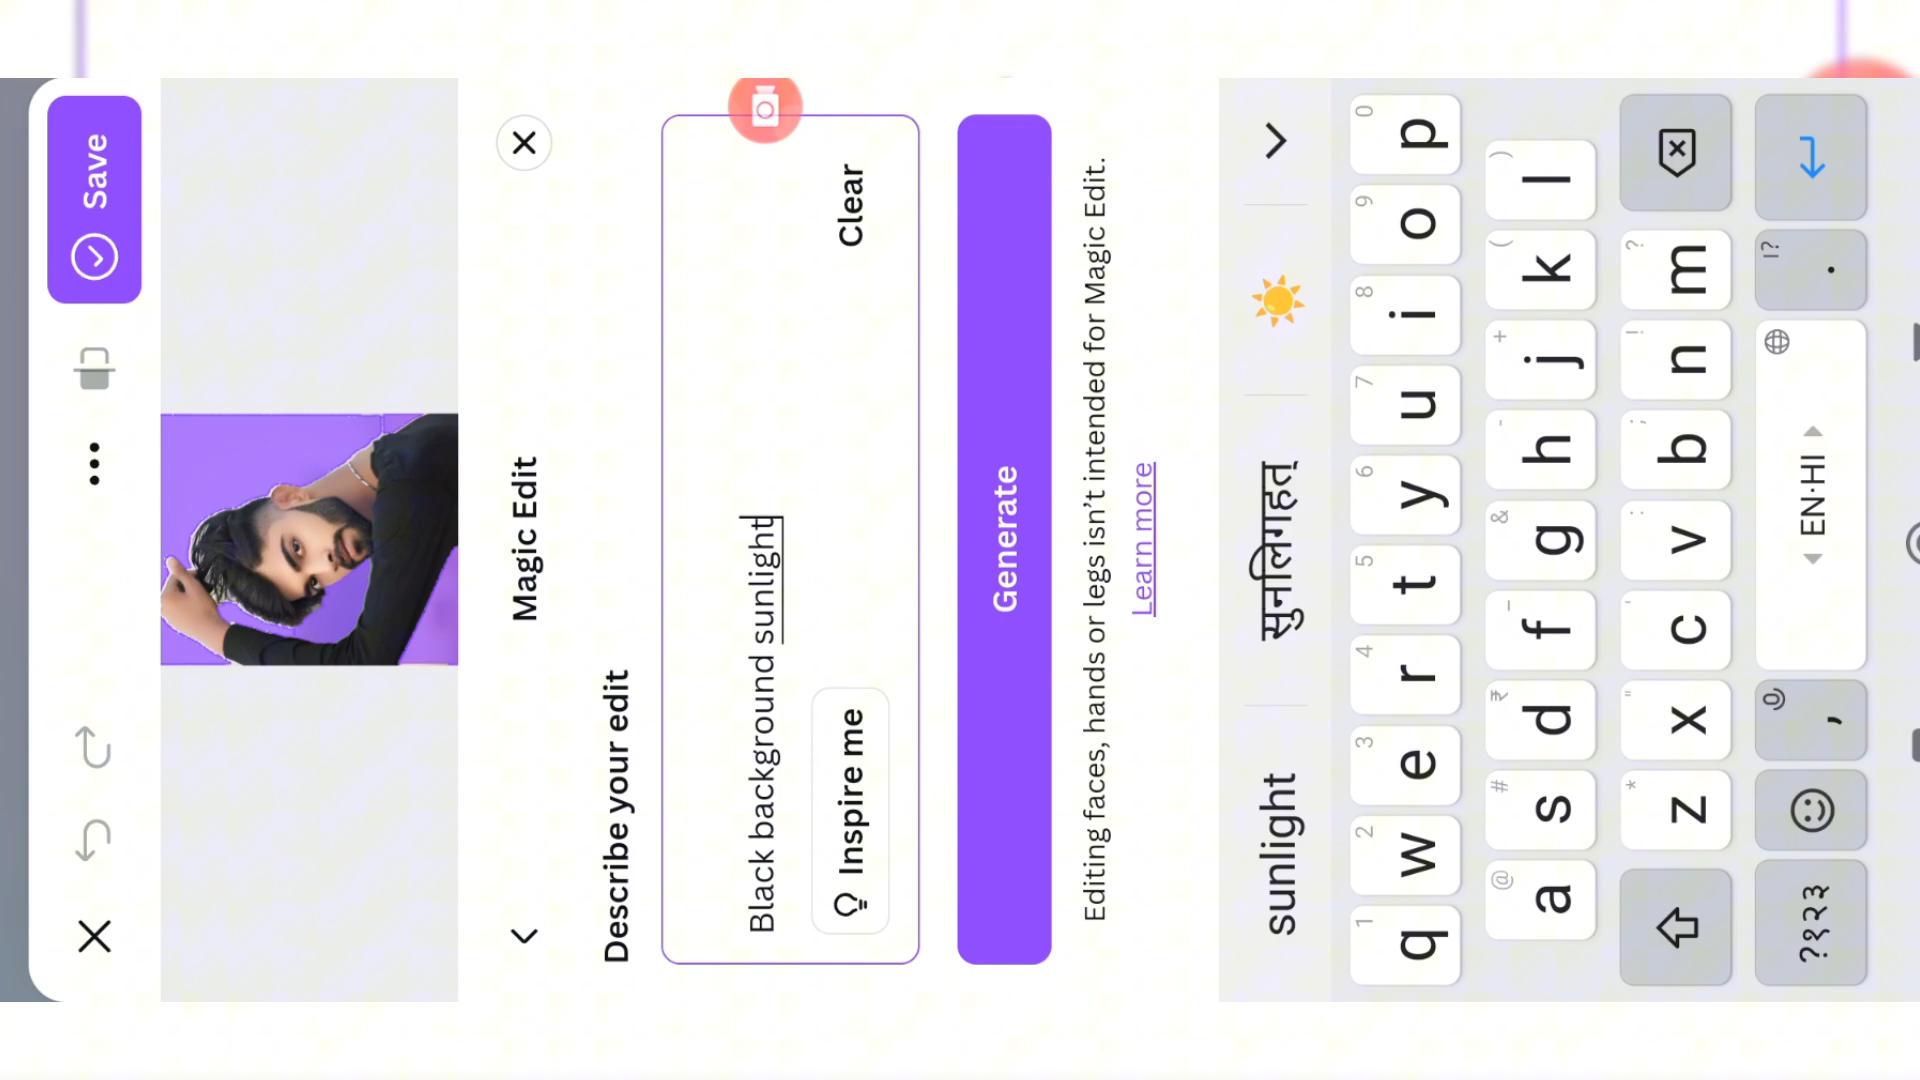 Save
Magic Edit
Describe your edit
Black background sunlight
Inspire me
Clear
Generate
Editing faces, hands or legs isn't intended for Magic Edit.
Learn more
sunlight सुनलिगहत् ☀
1 2 3 4 5 6 7 8 9 0
q w e r t y u i o p
@ # ₹ _ & - + ( )
a s d f g h j k l
* " ' : ; ! ?
z x c v b n m
?१२३ , EN·HI . !?